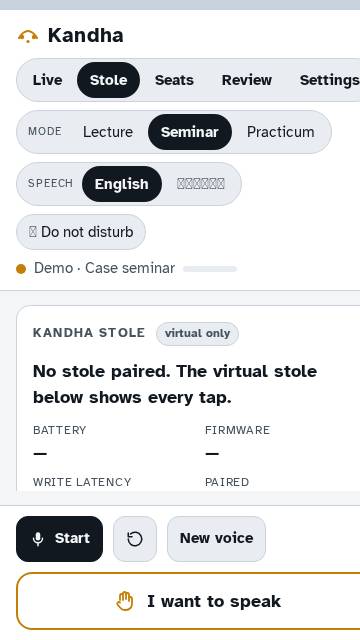 Kandha
Live Stole Seats Review Settings
MODE Lecture Seminar Practicum
SPEECH English
Do not disturb
Demo · Case seminar
KANDHA STOLE virtual only
No stole paired. The virtual stole
below shows every tap.
BATTERY FIRMWARE
— —
WRITE LATENCY PAIRED
Start New voice
I want to speak